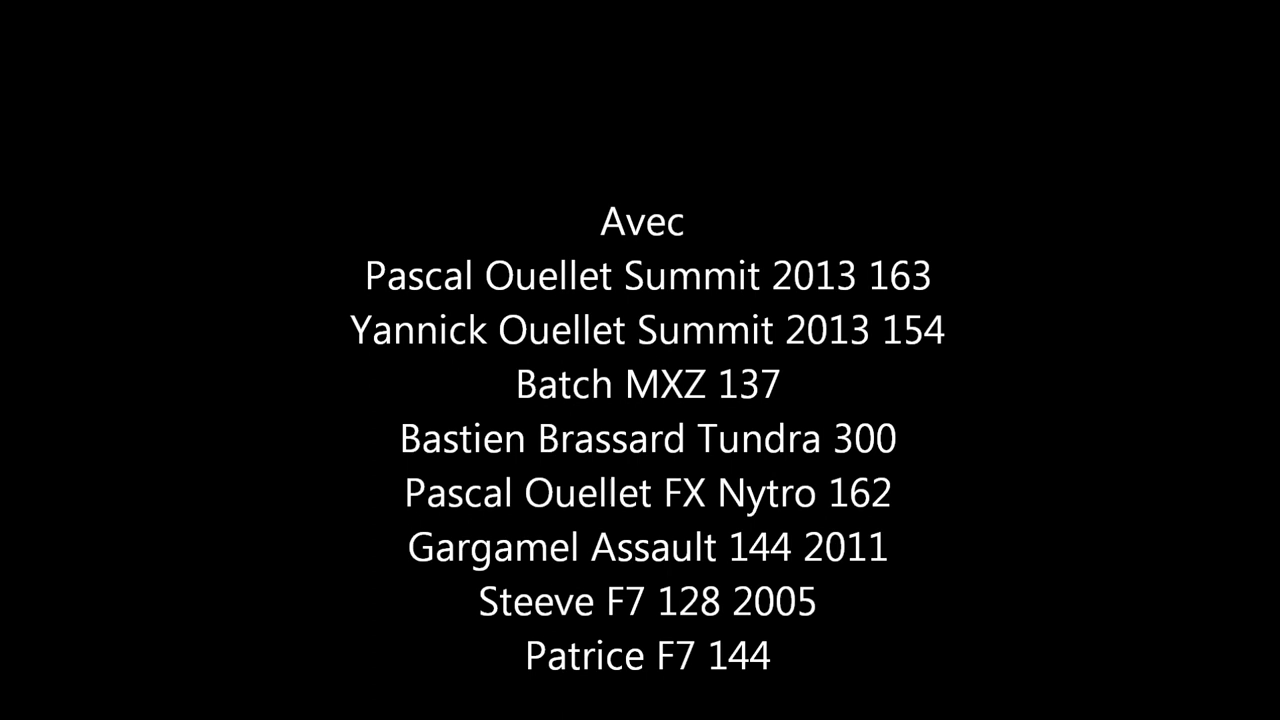 Avec
Pascal Ouellet Summit 2013 163
Yannick Ouellet Summit 2013 154
Batch MXZ 137
Bastien Brassard Tundra 300
Pascal Ouellet FX Nytro 162
Gargamel Assault 144 2011
Steeve F7 128 2005
Patrice F7 144